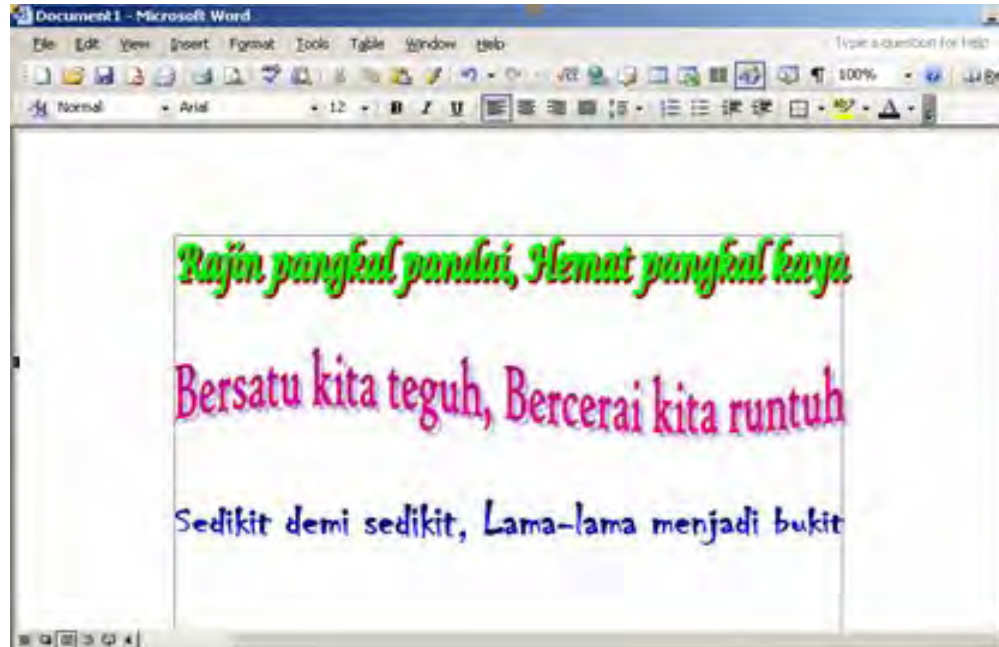 Document1 - Microsoft Word
File Edit View Insert Format Tools Table Window Help Type a question for help
100%
Normal Arial 12 B I U
Rajin pangkal pandai, Hemat pangkal kaya
Bersatu kita teguh, Bercerai kita runtuh
Sedikit demi sedikit, Lama-lama menjadi bukit